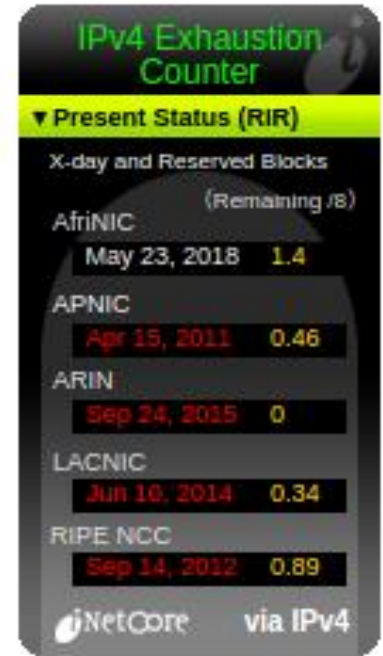 IPv4 Exhaustion
Counter
▼Present Status (RIR)
X-day and Reserved Blocks
(Remaining /8)
AfriNIC
May 23, 2018 1.4
APNIC
Apr 15, 2011 0.46
ARIN
Sep 24, 2015 0
LACNIC
Jun 10, 2014 0.34
RIPE NCC
Sep 14, 2012 0.89
iNetCore via IPv4